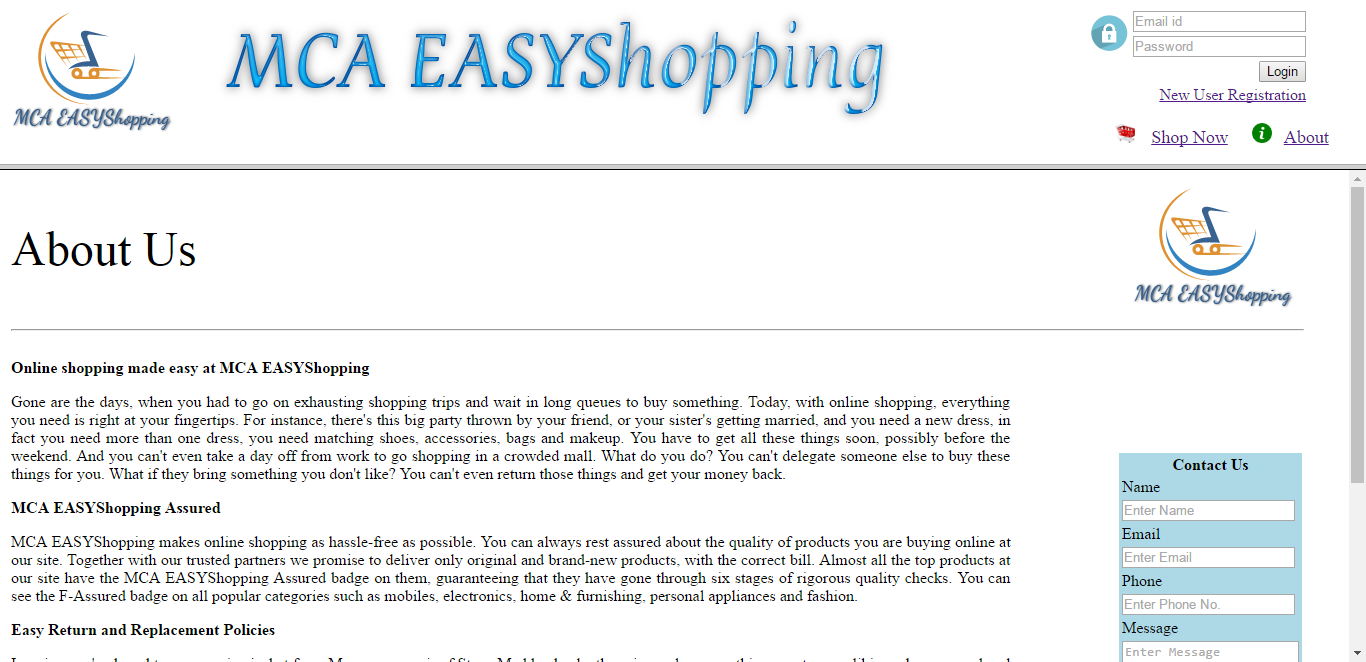 MCA EASYShopping
MCA EASYShopping
Email id
Password
Login
New User Registration
Shop Now
About
About Us
MCA EASYShopping
Online shopping made easy at MCA EASYShopping
Gone are the days, when you had to go on exhausting shopping trips and wait in long queues to buy something. Today, with online shopping, everything
you need is right at your fingertips. For instance, there's this big party thrown by your friend, or your sister's getting married, and you need a new dress, in
fact you need more than one dress, you need matching shoes, accessories, bags and makeup. You have to get all these things soon, possibly before the
weekend. And you can't even take a day off from work to go shopping in a crowded mall. What do you do? You can't delegate someone else to buy these
things for you. What if they bring something you don't like? You can't even return those things and get your money back.
MCA EASYShopping Assured
MCA EASYShopping makes online shopping as hassle-free as possible. You can always rest assured about the quality of products you are buying online at
our site. Together with our trusted partners we promise to deliver only original and brand-new products, with the correct bill. Almost all the top products at
our site have the MCA EASYShopping Assured badge on them, guaranteeing that they have gone through six stages of rigorous quality checks. You can
see the F-Assured badge on all popular categories such as mobiles, electronics, home & furnishing, personal appliances and fashion.
Easy Return and Replacement Policies
Contact Us
Name
Enter Name
Email
Enter Email
Phone
Enter Phone No.
Message
Enter Message